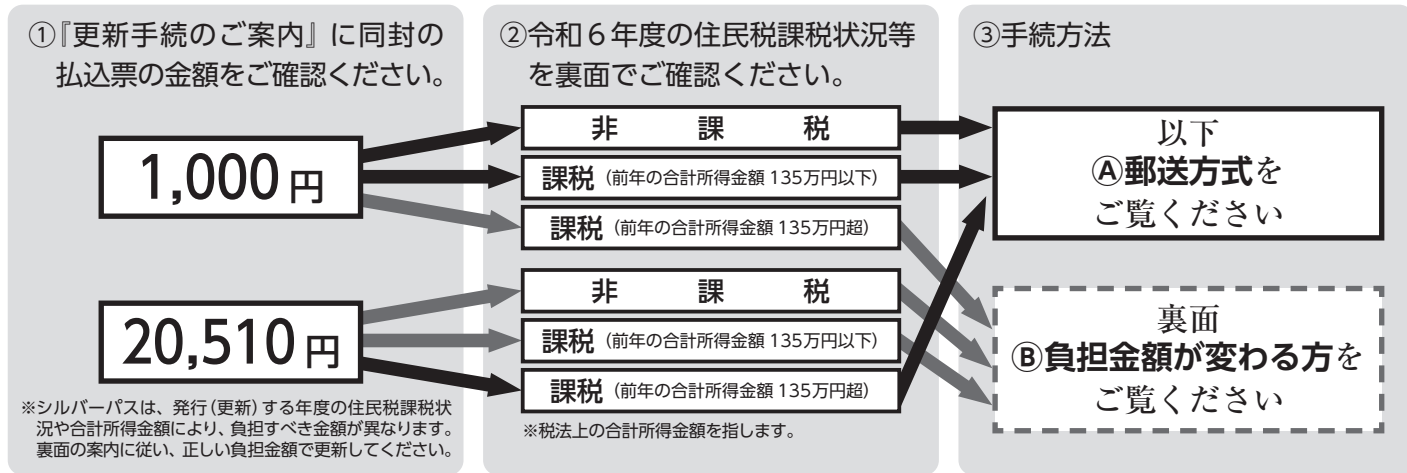 ①『更新手続のご案内』に同封の
払込票の金額をご確認ください。
1,000円
20,510円
※シルバーパスは、発行(更新)する年度の住民税課税状
況や合計所得金額により、負担すべき金額が異なります。
裏面の案内に従い、正しい負担金額で更新してください。
②令和6年度の住民税課税状況等
を裏面でご確認ください。
非課税
課税(前年の合計所得金額 135万円以下)
課税(前年の合計所得金額 135万円超)
非課税
課税(前年の合計所得金額 135万円以下)
課税(前年の合計所得金額 135万円超)
※税法上の合計所得金額を指します。
③手続方法
以下
Ⓐ郵送方式を
ご覧ください
裏面
Ⓑ負担金額が変わる方を
ご覧ください